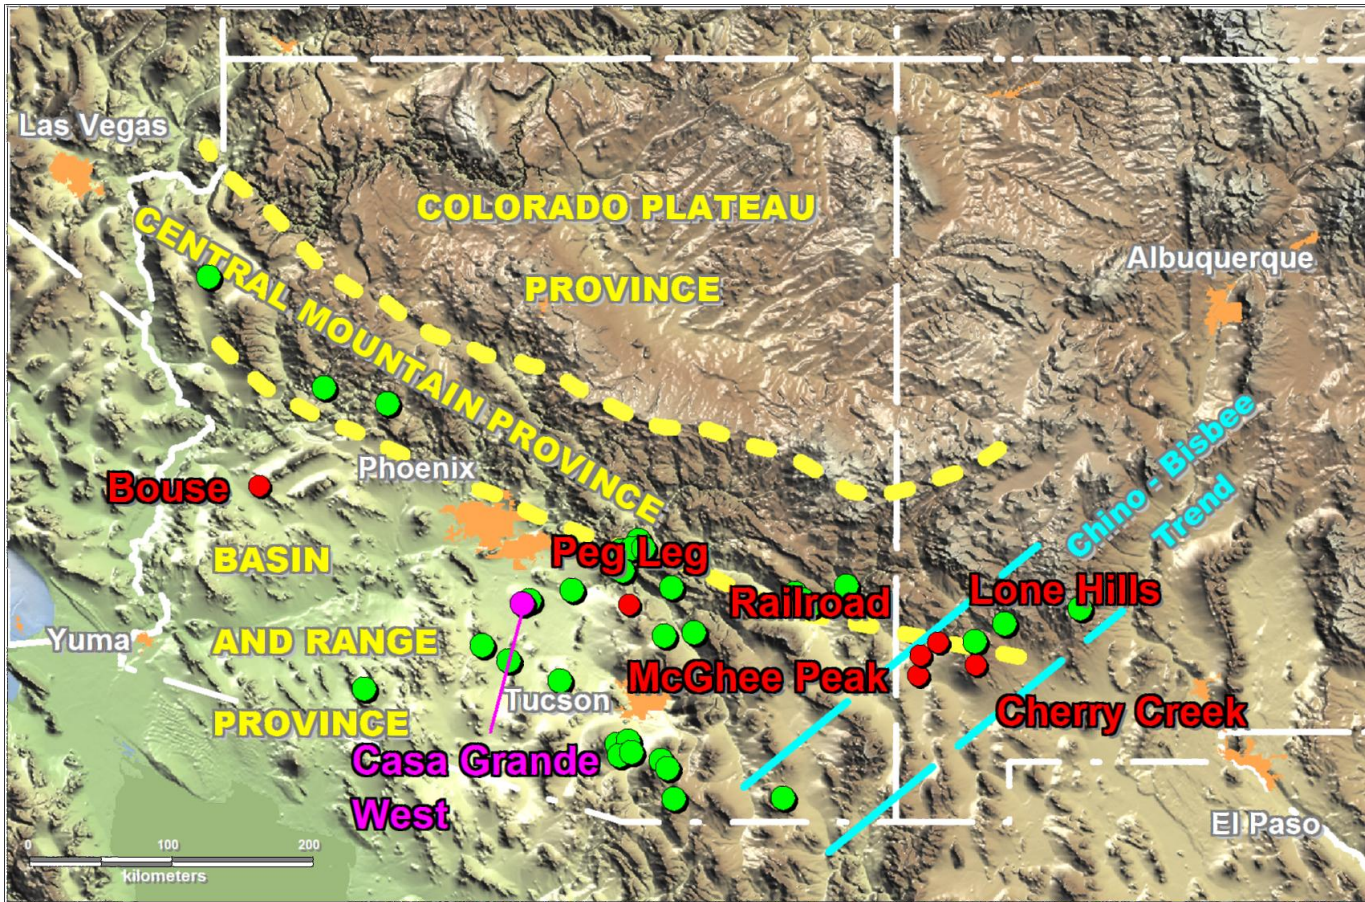 Las Vegas
COLORADO PLATEAU
PROVINCE
CENTRAL MOUNTAIN PROVINCE
Albuquerque
Chino - Bisbee
Trend
Phoenix
Bouse
BASIN
AND RANGE
PROVINCE
Peg Leg
Railroad
Lone Hills
Yuma
McGhee Peak
Tucson
Cherry Creek
Casa Grande
West
El Paso
0 100 200
kilometers